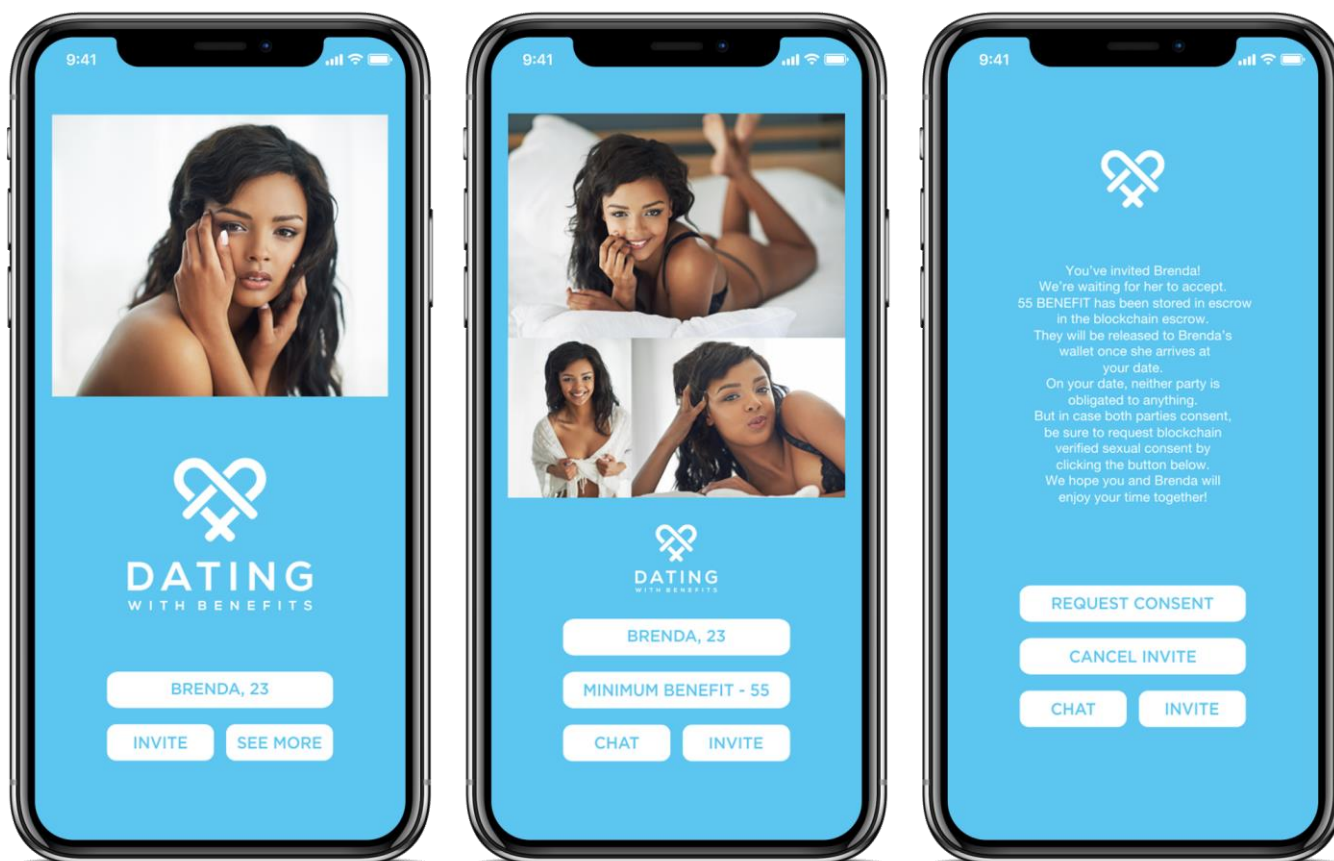 9:41
DATING
WITH BENEFITS
BRENDA, 23
INVITE
SEE MORE
9:41
DATING
WITH BENEFITS
BRENDA, 23
MINIMUM BENEFIT - 55
CHAT
INVITE
9:41
You've invited Brenda!
We're waiting for her to accept.
55 BENEFIT has been stored in escrow
in the blockchain escrow.
They will be released to Brenda's
wallet once she arrives at
your date.
On your date, neither party is
obligated to anything.
But in case both parties consent,
be sure to request blockchain
verified sexual consent by
clicking the button below.
We hope you and Brenda will
enjoy your time together!
REQUEST CONSENT
CANCEL INVITE
CHAT
INVITE